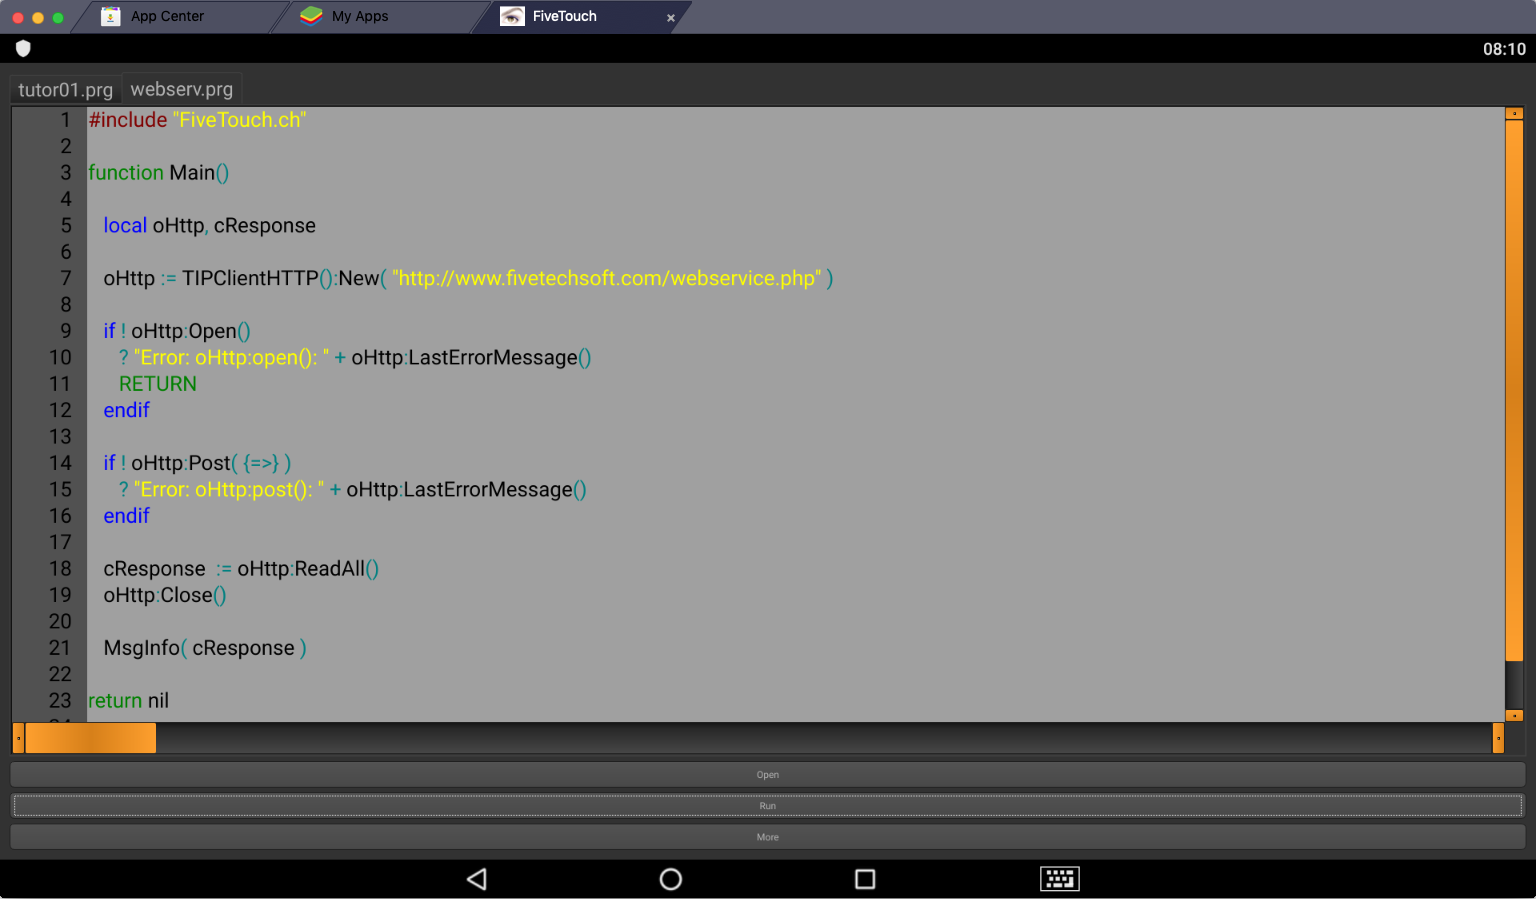 App Center
My Apps
FiveTouch
08:10
tutor01.prg
webserv.prg
1 #include "FiveTouch.ch"
2
3 function Main()
4
5 local oHttp, cResponse
6
7 oHttp := TIPClientHTTP():New( "http://www.fivetechsoft.com/webservice.php" )
8
9 if ! oHttp:Open()
10 ? "Error: oHttp:open(): " + oHttp:LastErrorMessage()
11 RETURN
12 endif
13
14 if ! oHttp:Post( {=>} )
15 ? "Error: oHttp:post(): " + oHttp:LastErrorMessage()
16 endif
17
18 cResponse := oHttp:ReadAll()
19 oHttp:Close()
20
21 MsgInfo( cResponse )
22
23 return nil
Open
Run
More